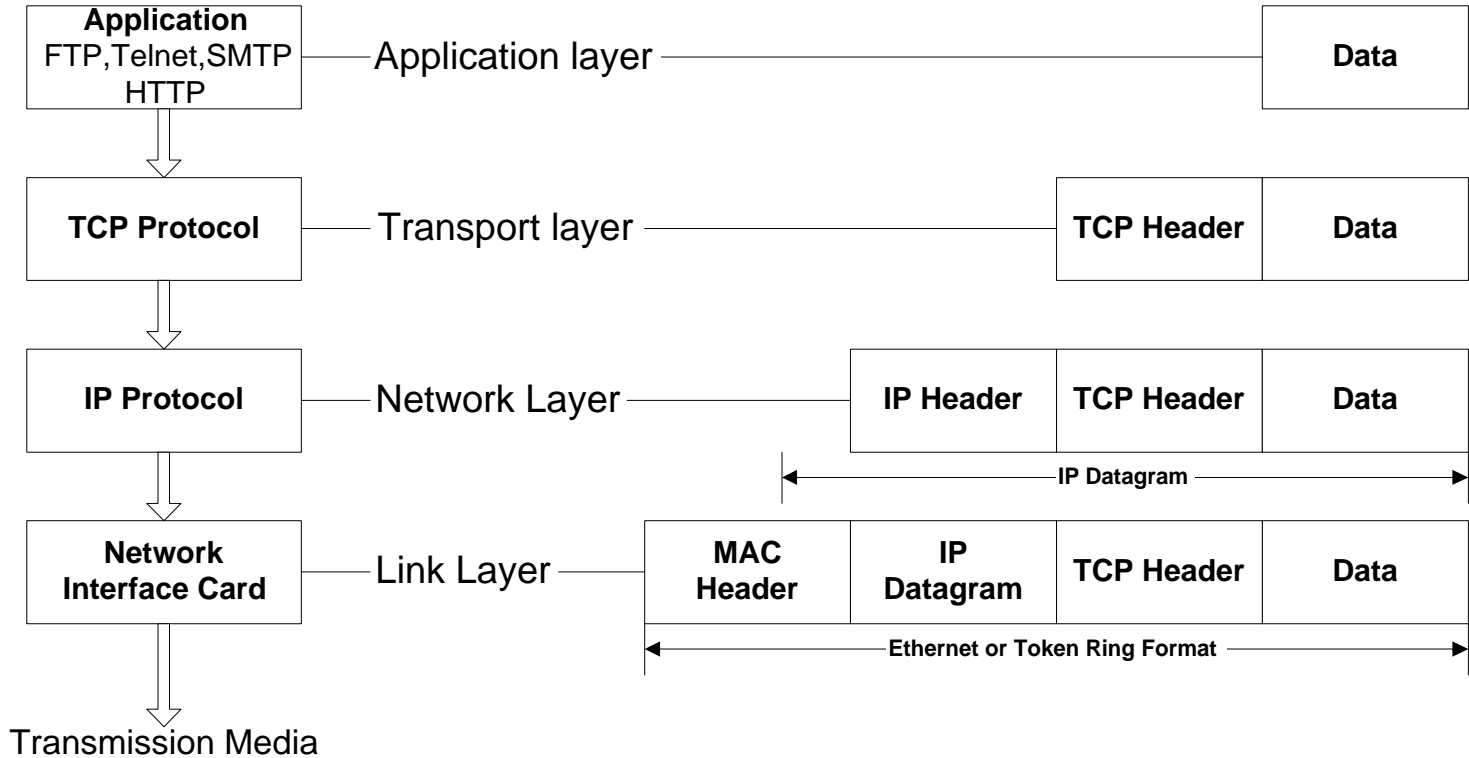 Application
FTP,Telnet,SMTP
HTTP
Application layer
Data
TCP Protocol
Transport layer
TCP Header
Data
IP Protocol
Network Layer
IP Header
TCP Header
Data
IP Datagram
Network
Interface Card
Link Layer
MAC
Header
IP
Datagram
TCP Header
Data
Ethernet or Token Ring Format
Transmission Media